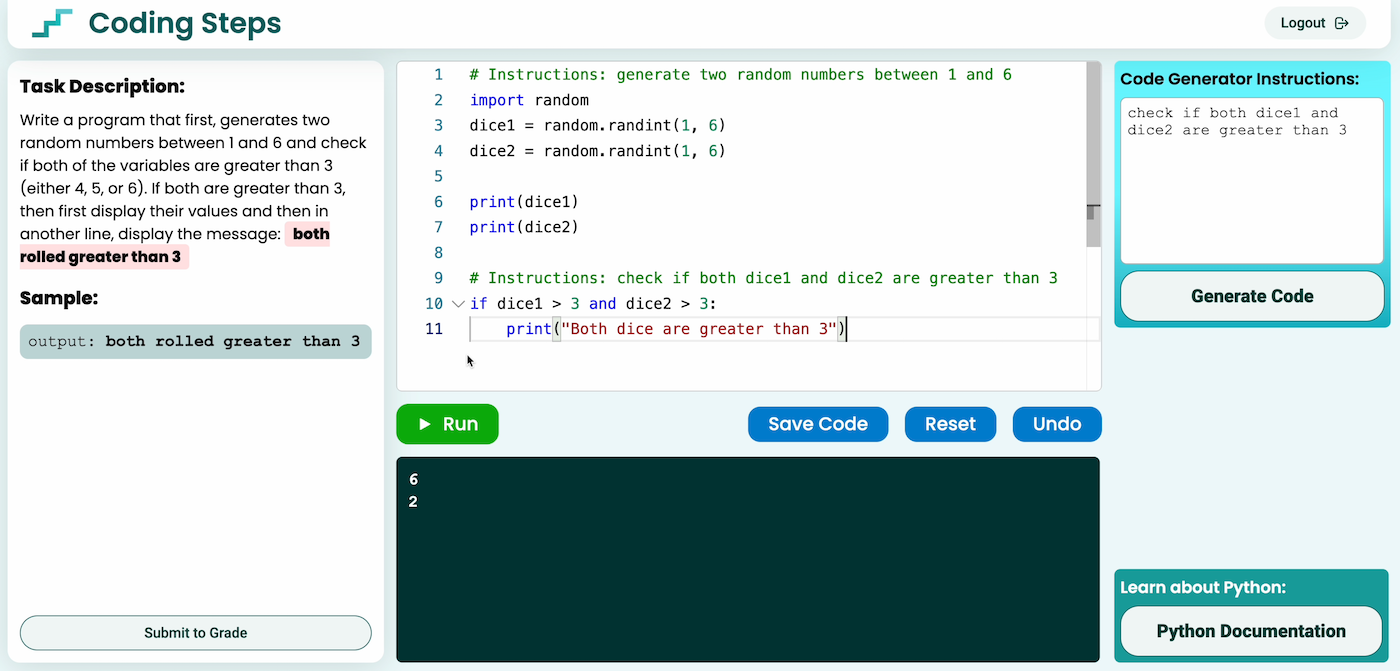 Coding Steps
Logout
Task Description:
Write a program that first, generates two
random numbers between 1 and 6 and check
if both of the variables are greater than 3
(either 4, 5, or 6). If both are greater than 3,
then first display their values and then in
another line, display the message: both
rolled greater than 3
Sample:
output: both rolled greater than 3
Submit to Grade
1 # Instructions: generate two random numbers between 1 and 6
2 import random
3 dice1 = random.randint(1, 6)
4 dice2 = random.randint(1, 6)
5
6 print(dice1)
7 print(dice2)
8
9 # Instructions: check if both dice1 and dice2 are greater than 3
10 if dice1 > 3 and dice2 > 3:
11     print("Both dice are greater than 3")
Run
Save Code
Reset
Undo
6
2
Code Generator Instructions:
check if both dice1 and
dice2 are greater than 3
Generate Code
Learn about Python:
Python Documentation